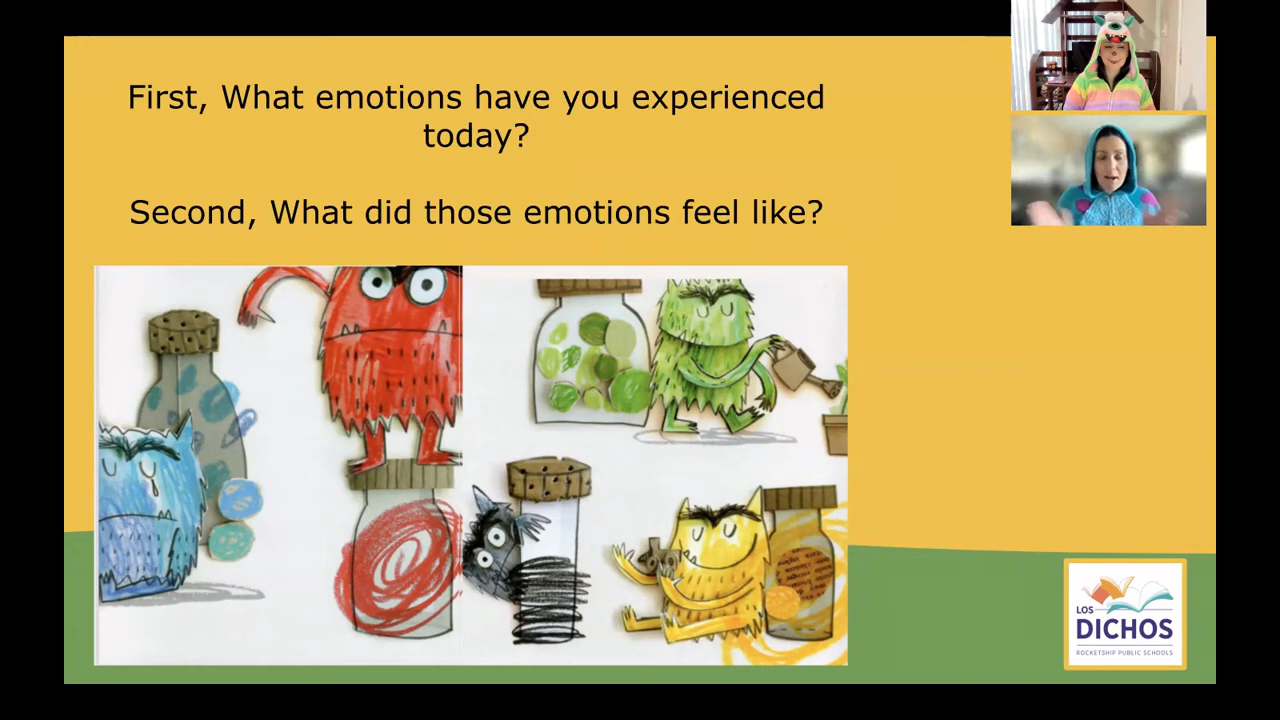 First, What emotions have you experienced
today?
Second, What did those emotions feel like?
LOS
DICHOS
ROCKETSHIP PUBLIC SCHOOLS